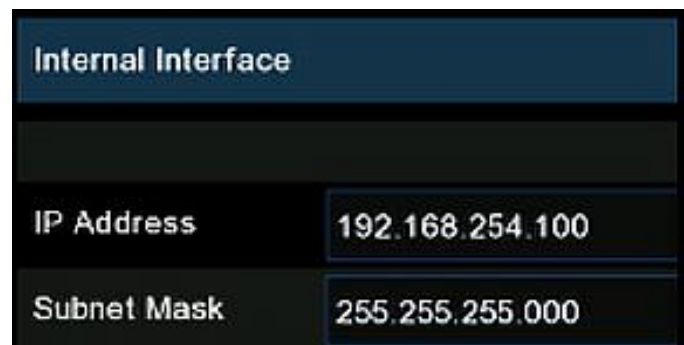 Internal Interface
IP Address 192.168.254.100
Subnet Mask 255.255.255.000